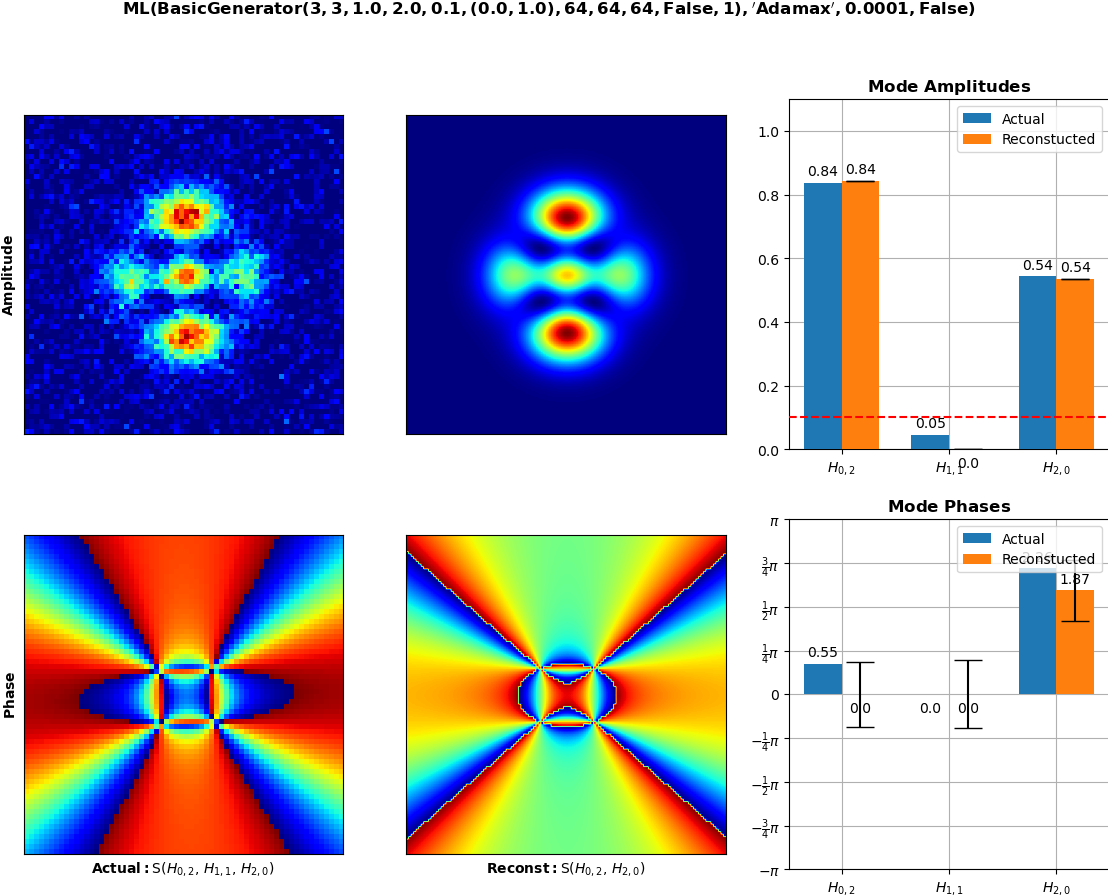 ML(BasicGenerator(3, 3, 1.0, 2.0, 0.1, (0.0, 1.0), 64, 64, 64, False, 1), 'Adamax', 0.0001, False)
Amplitude
Mode Amplitudes
Actual
Reconstucted
1.0
0.8
0.6
0.4
0.2
0.0
0.84 0.84
0.05
0.0
0.54 0.54
H0,2 H1,1 H2,0
Phase
Actual: S(H0,2, H1,1, H2,0)
Reconst: S(H0,2, H2,0)
Mode Phases
Actual
Reconstucted
π
3/4π
1/2π
1/4π
0
−1/4π
−1/2π
−3/4π
−π
0.55
0.0
0.0
0.0
1.87
H0,2 H1,1 H2,0